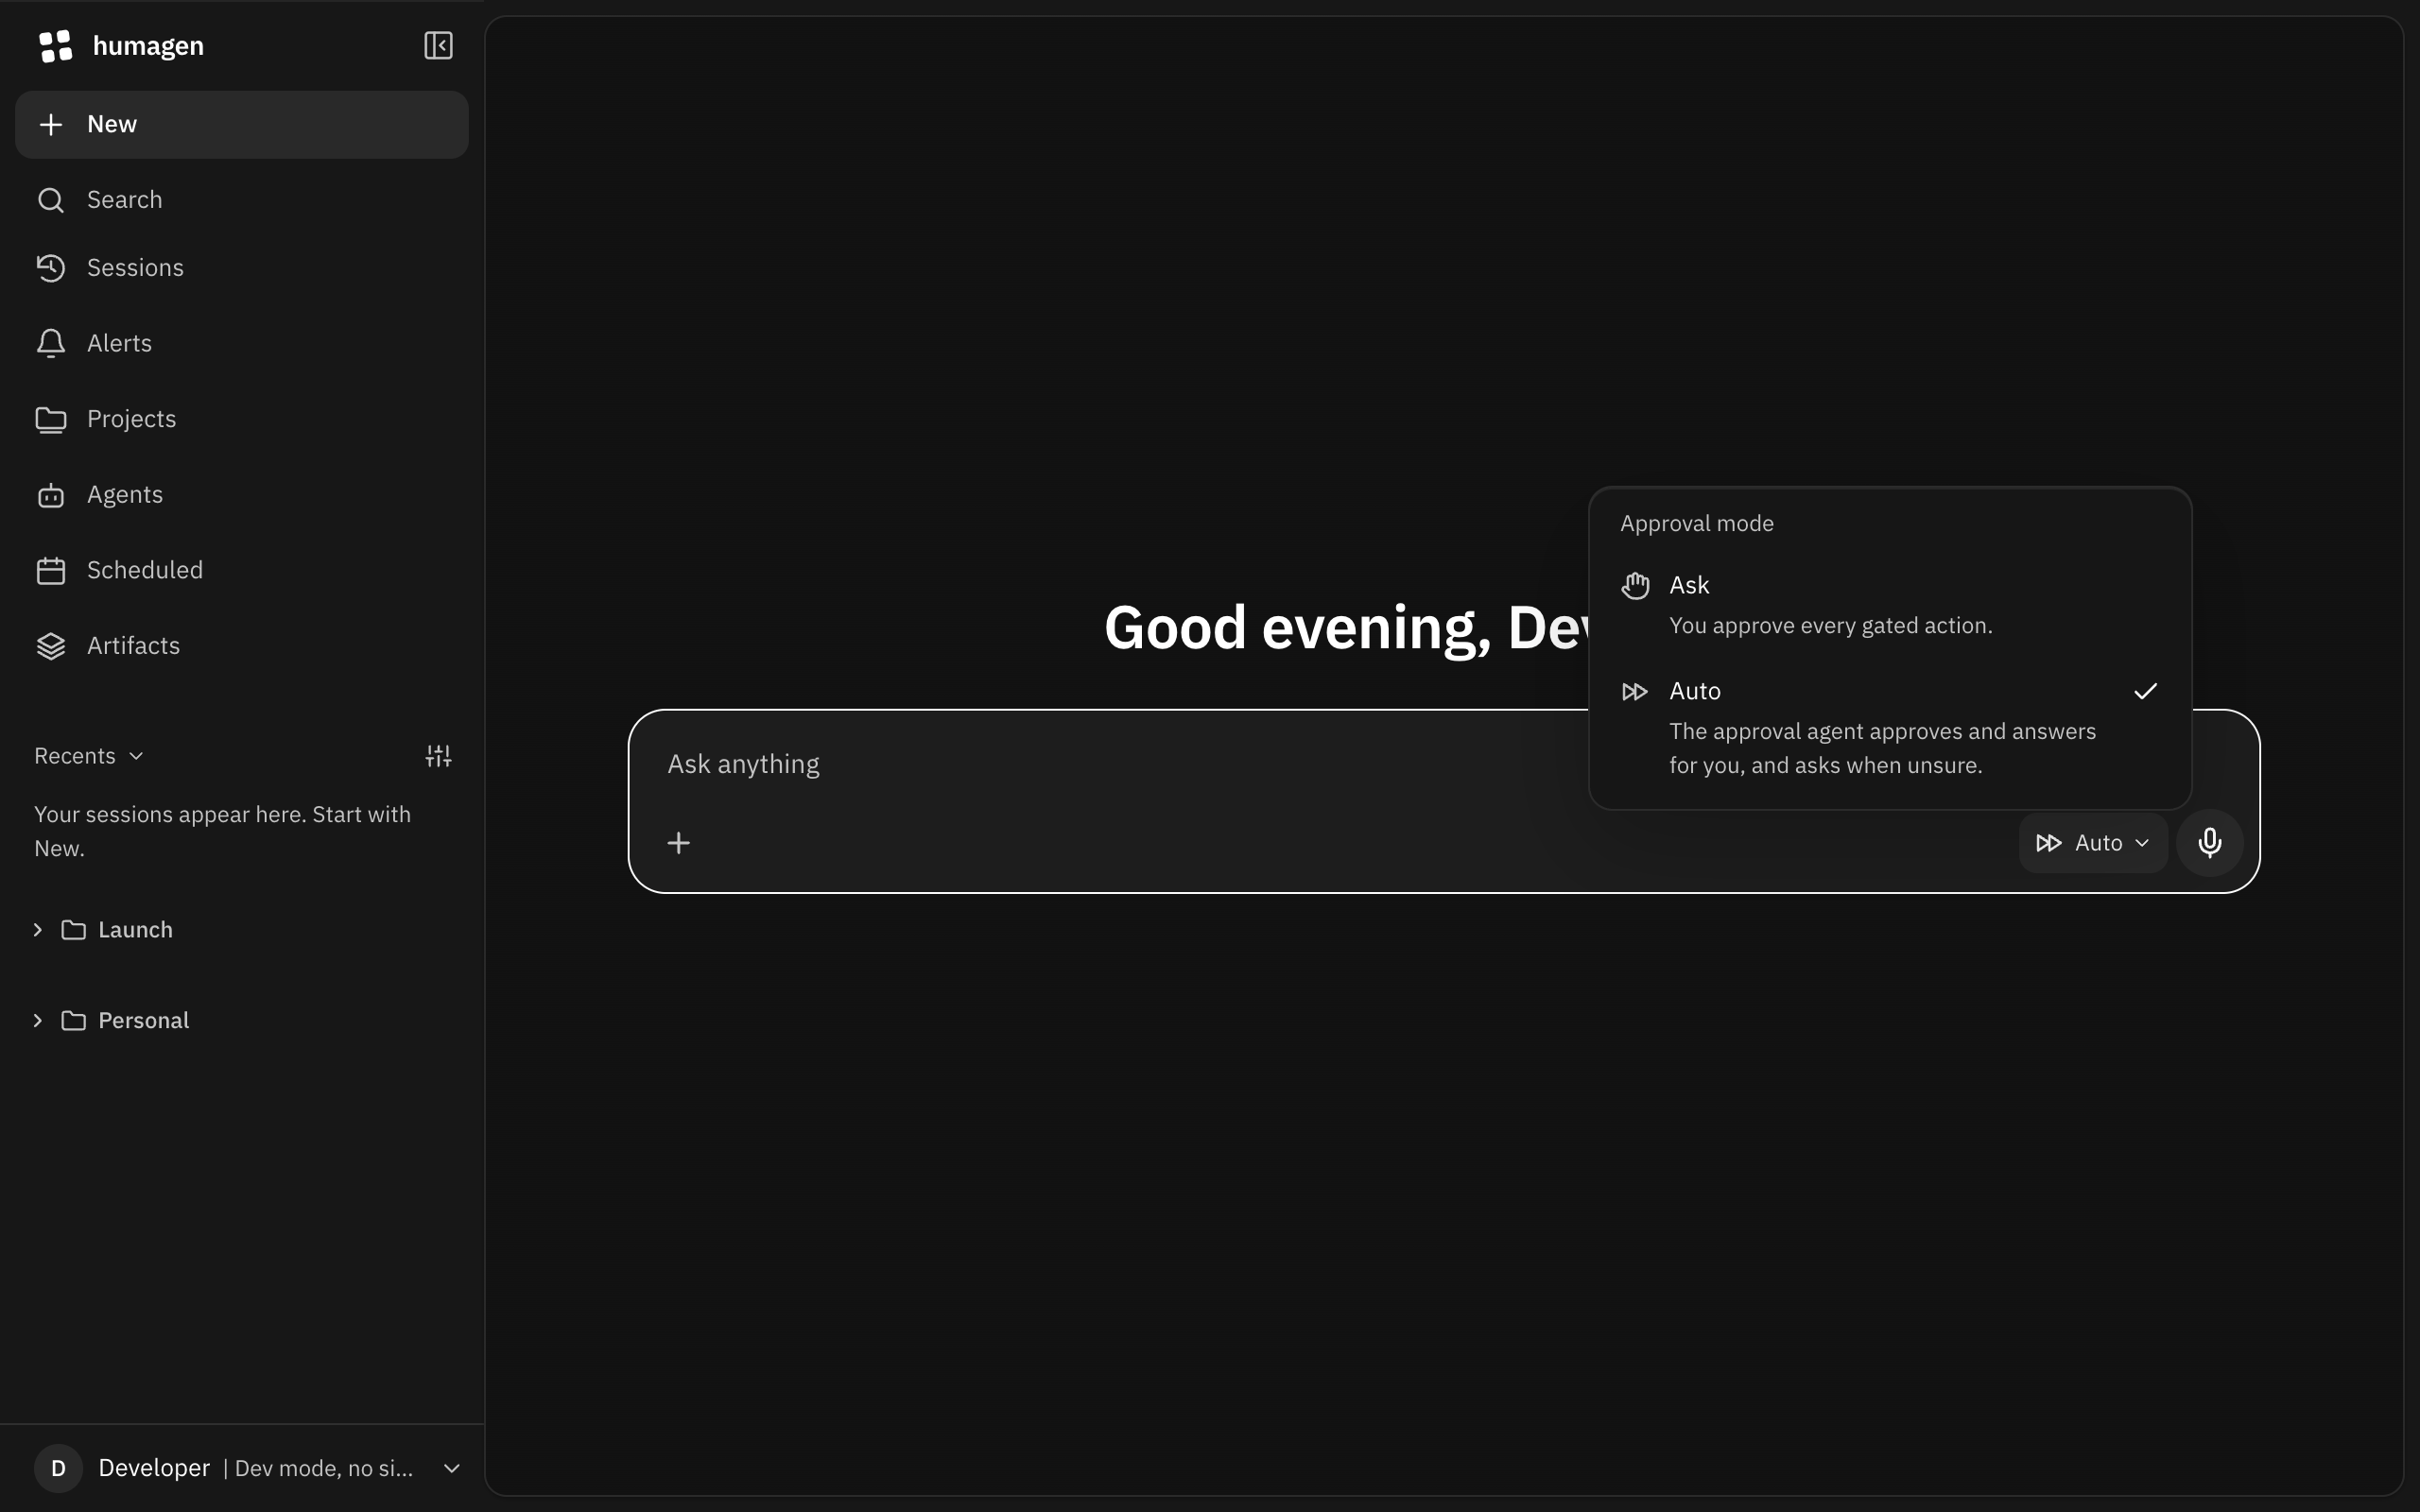 humagen
New
Search
Sessions
Alerts
Projects
Agents
Scheduled
Artifacts
Recents
Your sessions appear here. Start with
New.
Launch
Personal
D Developer | Dev mode, no si...
Good evening,
Approval mode
Ask
You approve every gated action.
Auto
The approval agent approves and answers
for you, and asks when unsure.
Ask anything
Auto